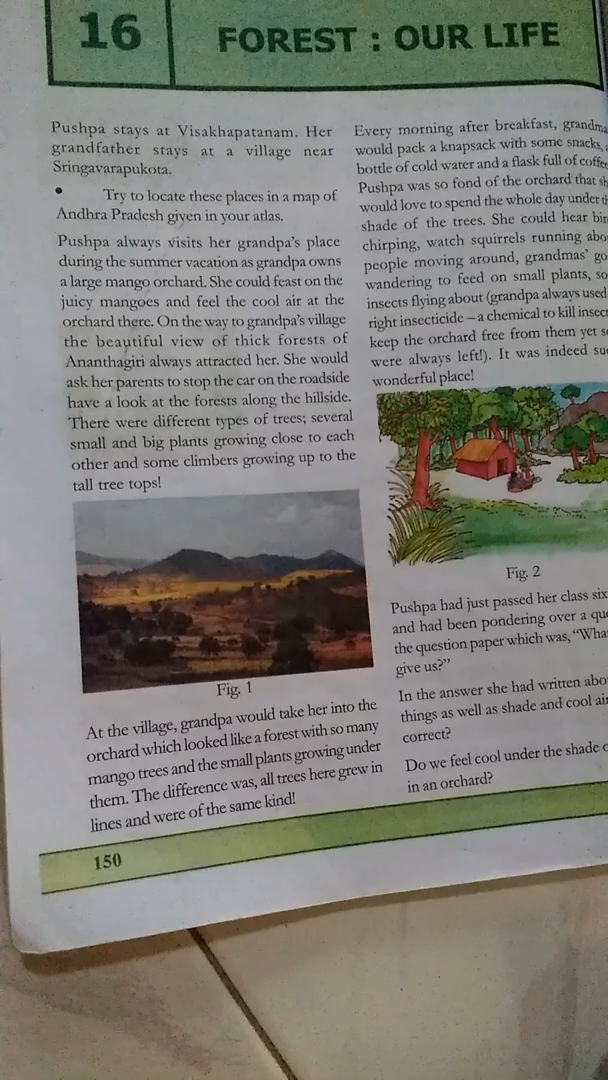 16
FOREST : OUR LIFE
Pushpa stays at Visakhapatanam. Her
grandfather stays at a village near
Sringavarapukota.
• Try to locate these places in a map of
Andhra Pradesh given in your atlas.
Pushpa always visits her grandpa's place
during the summer vacation as grandpa owns
a large mango orchard. She could feast on the
juicy mangoes and feel the cool air at the
orchard there. On the way to grandpa's village
the beautiful view of thick forests of
Ananthagiri always attracted her. She would
ask her parents to stop the car on the roadside
have a look at the forests along the hillside.
There were different types of trees; several
small and big plants growing close to each
other and some climbers growing up to the
tall tree tops!
Fig. 1
At the village, grandpa would take her into the
orchard which looked like a forest with so many
mango trees and the small plants growing under
them. The difference was, all trees here grew in
lines and were of the same kind!
Every morning after breakfast, grandma
would pack a knapsack with some snacks,
bottle of cold water and a flask full of
Pushpa was so fond of the orchard that
would love to spend the whole day under
shade of the trees. She could hear
chirping, watch squirrels running
people moving around, grandmas'
wandering to feed on small plants,
insects flying about (grandpa always used
right insecticide – a chemical to kill
keep the orchard free from them yet
were always left!). It was indeed
wonderful place!
Fig. 2
Pushpa had just passed her class six
and had been pondering over a
the question paper which was,
give us?"
In the answer she had written
things as well as shade and cool
correct?
Do we feel cool under the shade
in an orchard?
150